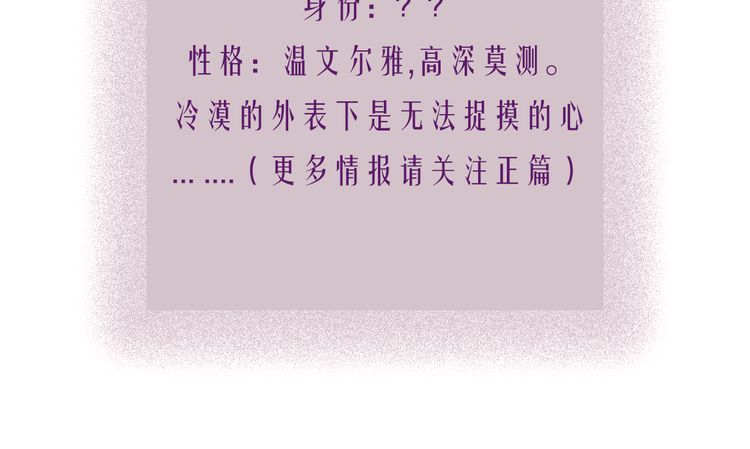 身份：？？
性格：温文尔雅,高深莫测。
冷漠的外表下是无法捉摸的心
... ....（更多情报请关注正篇）